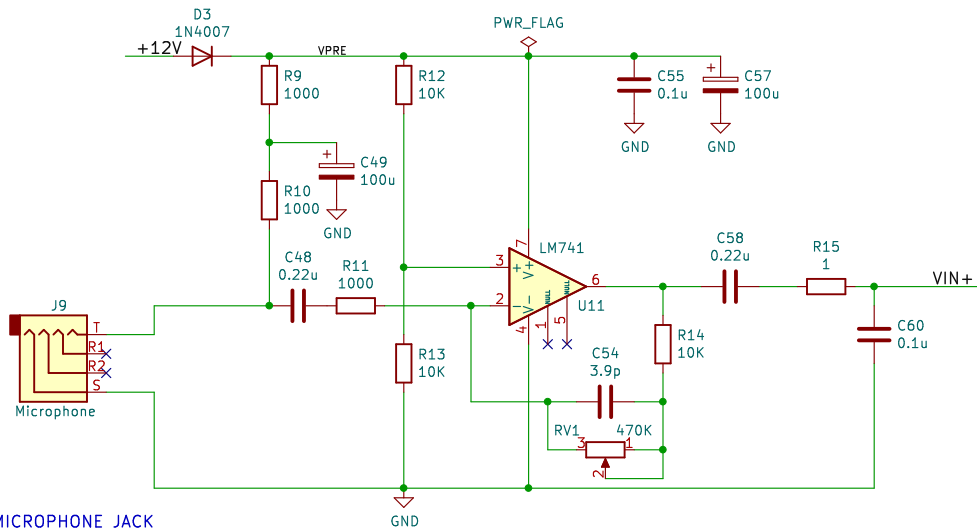 D3
1N4007
+12V
VPRE
PWR_FLAG
R9
1000
R12
10K
C55
0.1u
C57
100u
+
GND
GND
+
C49
100u
R10
1000
GND
LM741
7
V+
3
+
2
-
V-
4
NULL
1
NULL
5
6
U11
C48
0.22u
R11
1000
C58
0.22u
R15
1
VIN+
J9
T
R1
R2
S
Microphone
R13
10K
R14
10K
C54
3.9p
C60
0.1u
RV1
470K
3
1
2
GND
MICROPHONE JACK